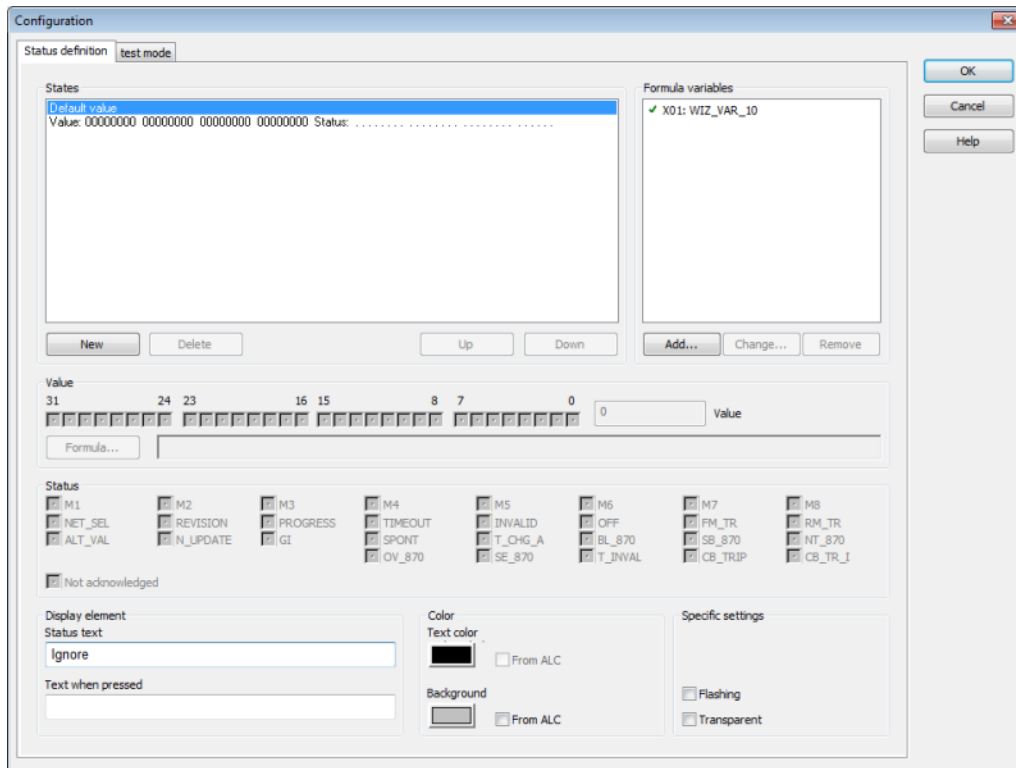 Configuration
Status definition test mode
OK
Cancel
Help
States
Default value
Value: 00000000 00000000 00000000 00000000 Status: . . . . . . . . . . . . . . . . . . . . . . . . . . . . . .
New Delete Up Down
Formula variables
X01: WIZ_VAR_10
Add... Change... Remove
Value
31 24 23 16 15 8 7 0
0 Value
Formula...
Status
M1 M2 M3 M4 M5 M6 M7 M8
NET_SEL REVISION PROGRESS TIMEOUT INVALID OFF FM_TR RM_TR
ALT_VAL N_UPDATE GI SPONT T_CHG_A BL_870 SB_870 NT_870
OV_870 SE_870 T_INVAL CB_TRIP CB_TR_I
Not acknowledged
Display element
Status text
Ignore
Text when pressed
Color
Text color
From ALC
Background
From ALC
Specific settings
Flashing
Transparent